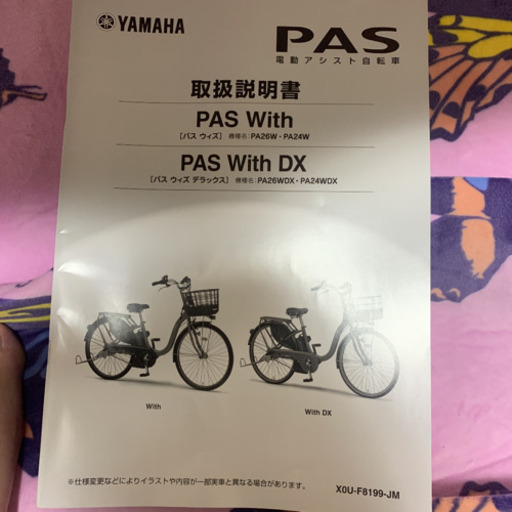 YAMAHA
PAS
電動アシスト自転車
取扱説明書
PAS With
[パス ウィズ] 機種名:PA26W・PA24W
PAS With DX
[パス ウィズ デラックス] 機種名:PA26WDX・PA24WDX
With
With DX
※仕様変更などによりイラストや内容が一部実車と異なる場合があります。
X0U-F8199-JM